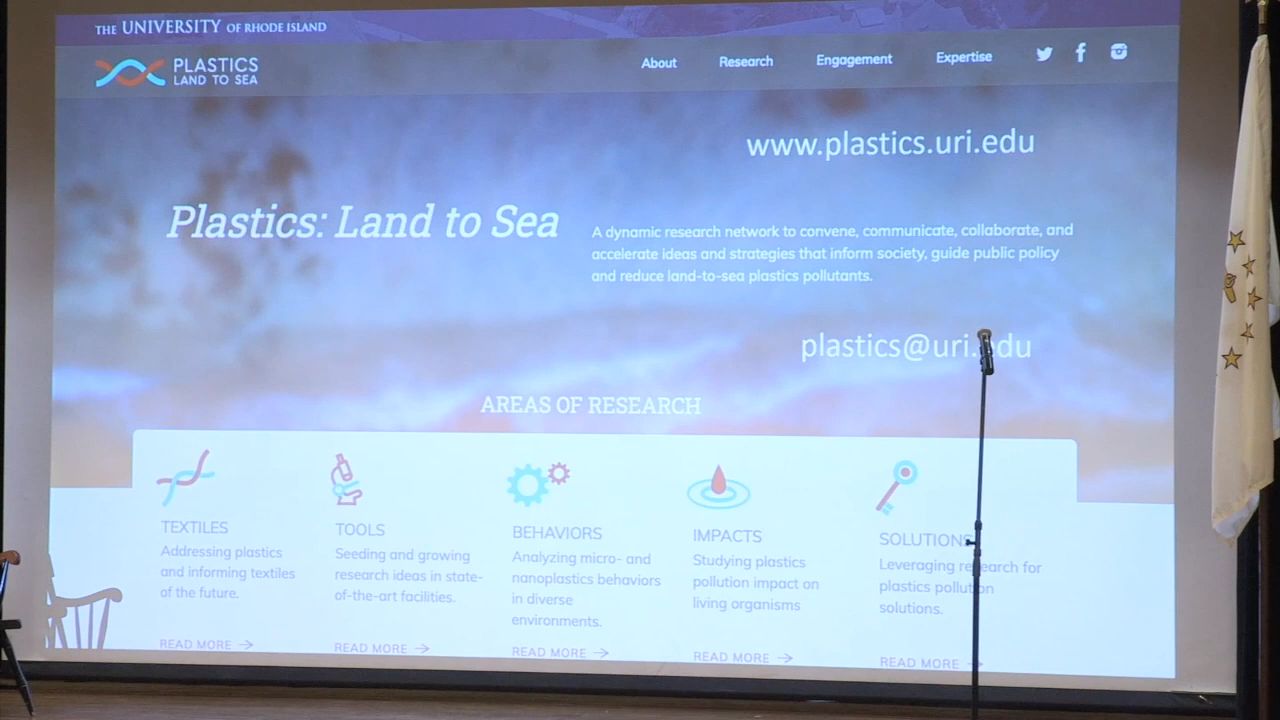 THE UNIVERSITY OF RHODE ISLAND
PLASTICS
LAND TO SEA
About Research Engagement Expertise
www.plastics.uri.edu
Plastics: Land to Sea
A dynamic research network to convene, communicate, collaborate, and
accelerate ideas and strategies that inform society, guide public policy
and reduce land-to-sea plastics pollutants.
plastics@uri.edu
AREAS OF RESEARCH
TEXTILES
Addressing plastics
and informing textiles
of the future.
READ MORE →
TOOLS
Seeding and growing
research ideas in state-
of-the-art facilities.
READ MORE →
BEHAVIORS
Analyzing micro- and
nanoplastics behaviors
in diverse
environments.
READ MORE →
IMPACTS
Studying plastics
pollution impact on
living organisms
READ MORE →
SOLUTIONS
Leveraging research for
plastics pollution
solutions.
READ MORE →